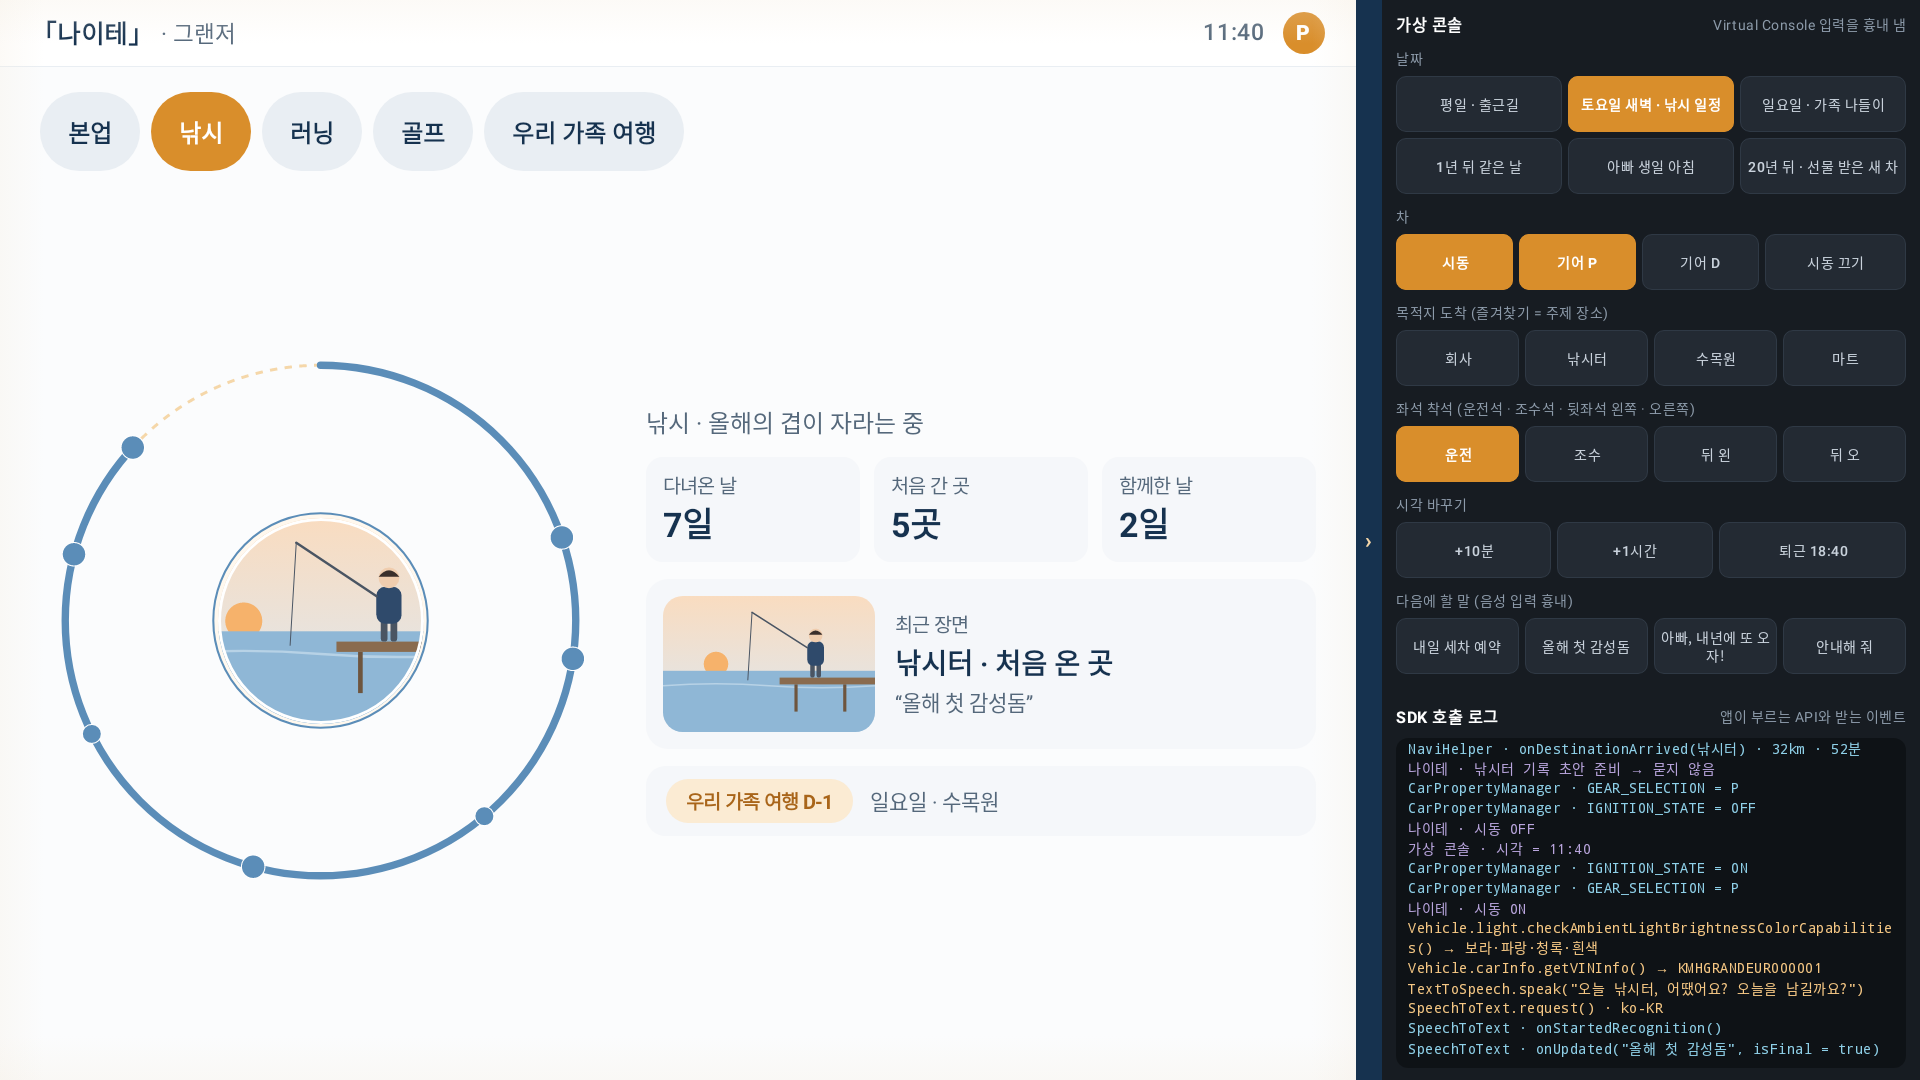 「나이테」 · 그랜저
11:40
P
본업
낚시
러닝
골프
우리 가족 여행
낚시 · 올해의 겹이 자라는 중
다녀온 날
7일
처음 간 곳
5곳
함께한 날
2일
최근 장면
낚시터 · 처음 온 곳
“올해 첫 감성돔”
우리 가족 여행 D-1
일요일 · 수목원
›
가상 콘솔
Virtual Console 입력을 흉내 냄
날짜
평일 · 출근길
토요일 새벽 · 낚시 일정
일요일 · 가족 나들이
1년 뒤 같은 날
아빠 생일 아침
20년 뒤 · 선물 받은 새 차
차
시동
기어 P
기어 D
시동 끄기
목적지 도착 (즐겨찾기 = 주제 장소)
회사
낚시터
수목원
마트
좌석 착석 (운전석 · 조수석 · 뒷좌석 왼쪽 · 오른쪽)
운전
조수
뒤 왼
뒤 오
시각 바꾸기
+10분
+1시간
퇴근 18:40
다음에 할 말 (음성 입력 흉내)
내일 세차 예약
올해 첫 감성돔
아빠, 내년에 또 오
자!
안내해 줘
SDK 호출 로그
앱이 부르는 API와 받는 이벤트
NaviHelper · onDestinationArrived(낚시터) · 32km · 52분
나이테 · 낚시터 기록 초안 준비 → 묻지 않음
CarPropertyManager · GEAR_SELECTION = P
CarPropertyManager · IGNITION_STATE = OFF
나이테 · 시동 OFF
가상 콘솔 · 시각 = 11:40
CarPropertyManager · IGNITION_STATE = ON
CarPropertyManager · GEAR_SELECTION = P
나이테 · 시동 ON
Vehicle.light.checkAmbientLightBrightnessColorCapabilitie
s() → 보라·파랑·청록·흰색
Vehicle.carInfo.getVINInfo() → KMHGRANDEUR000001
TextToSpeech.speak("오늘 낚시터, 어땠어요? 오늘을 남길까요?")
SpeechToText.request() · ko-KR
SpeechToText · onStartedRecognition()
SpeechToText · onUpdated("올해 첫 감성돔", isFinal = true)